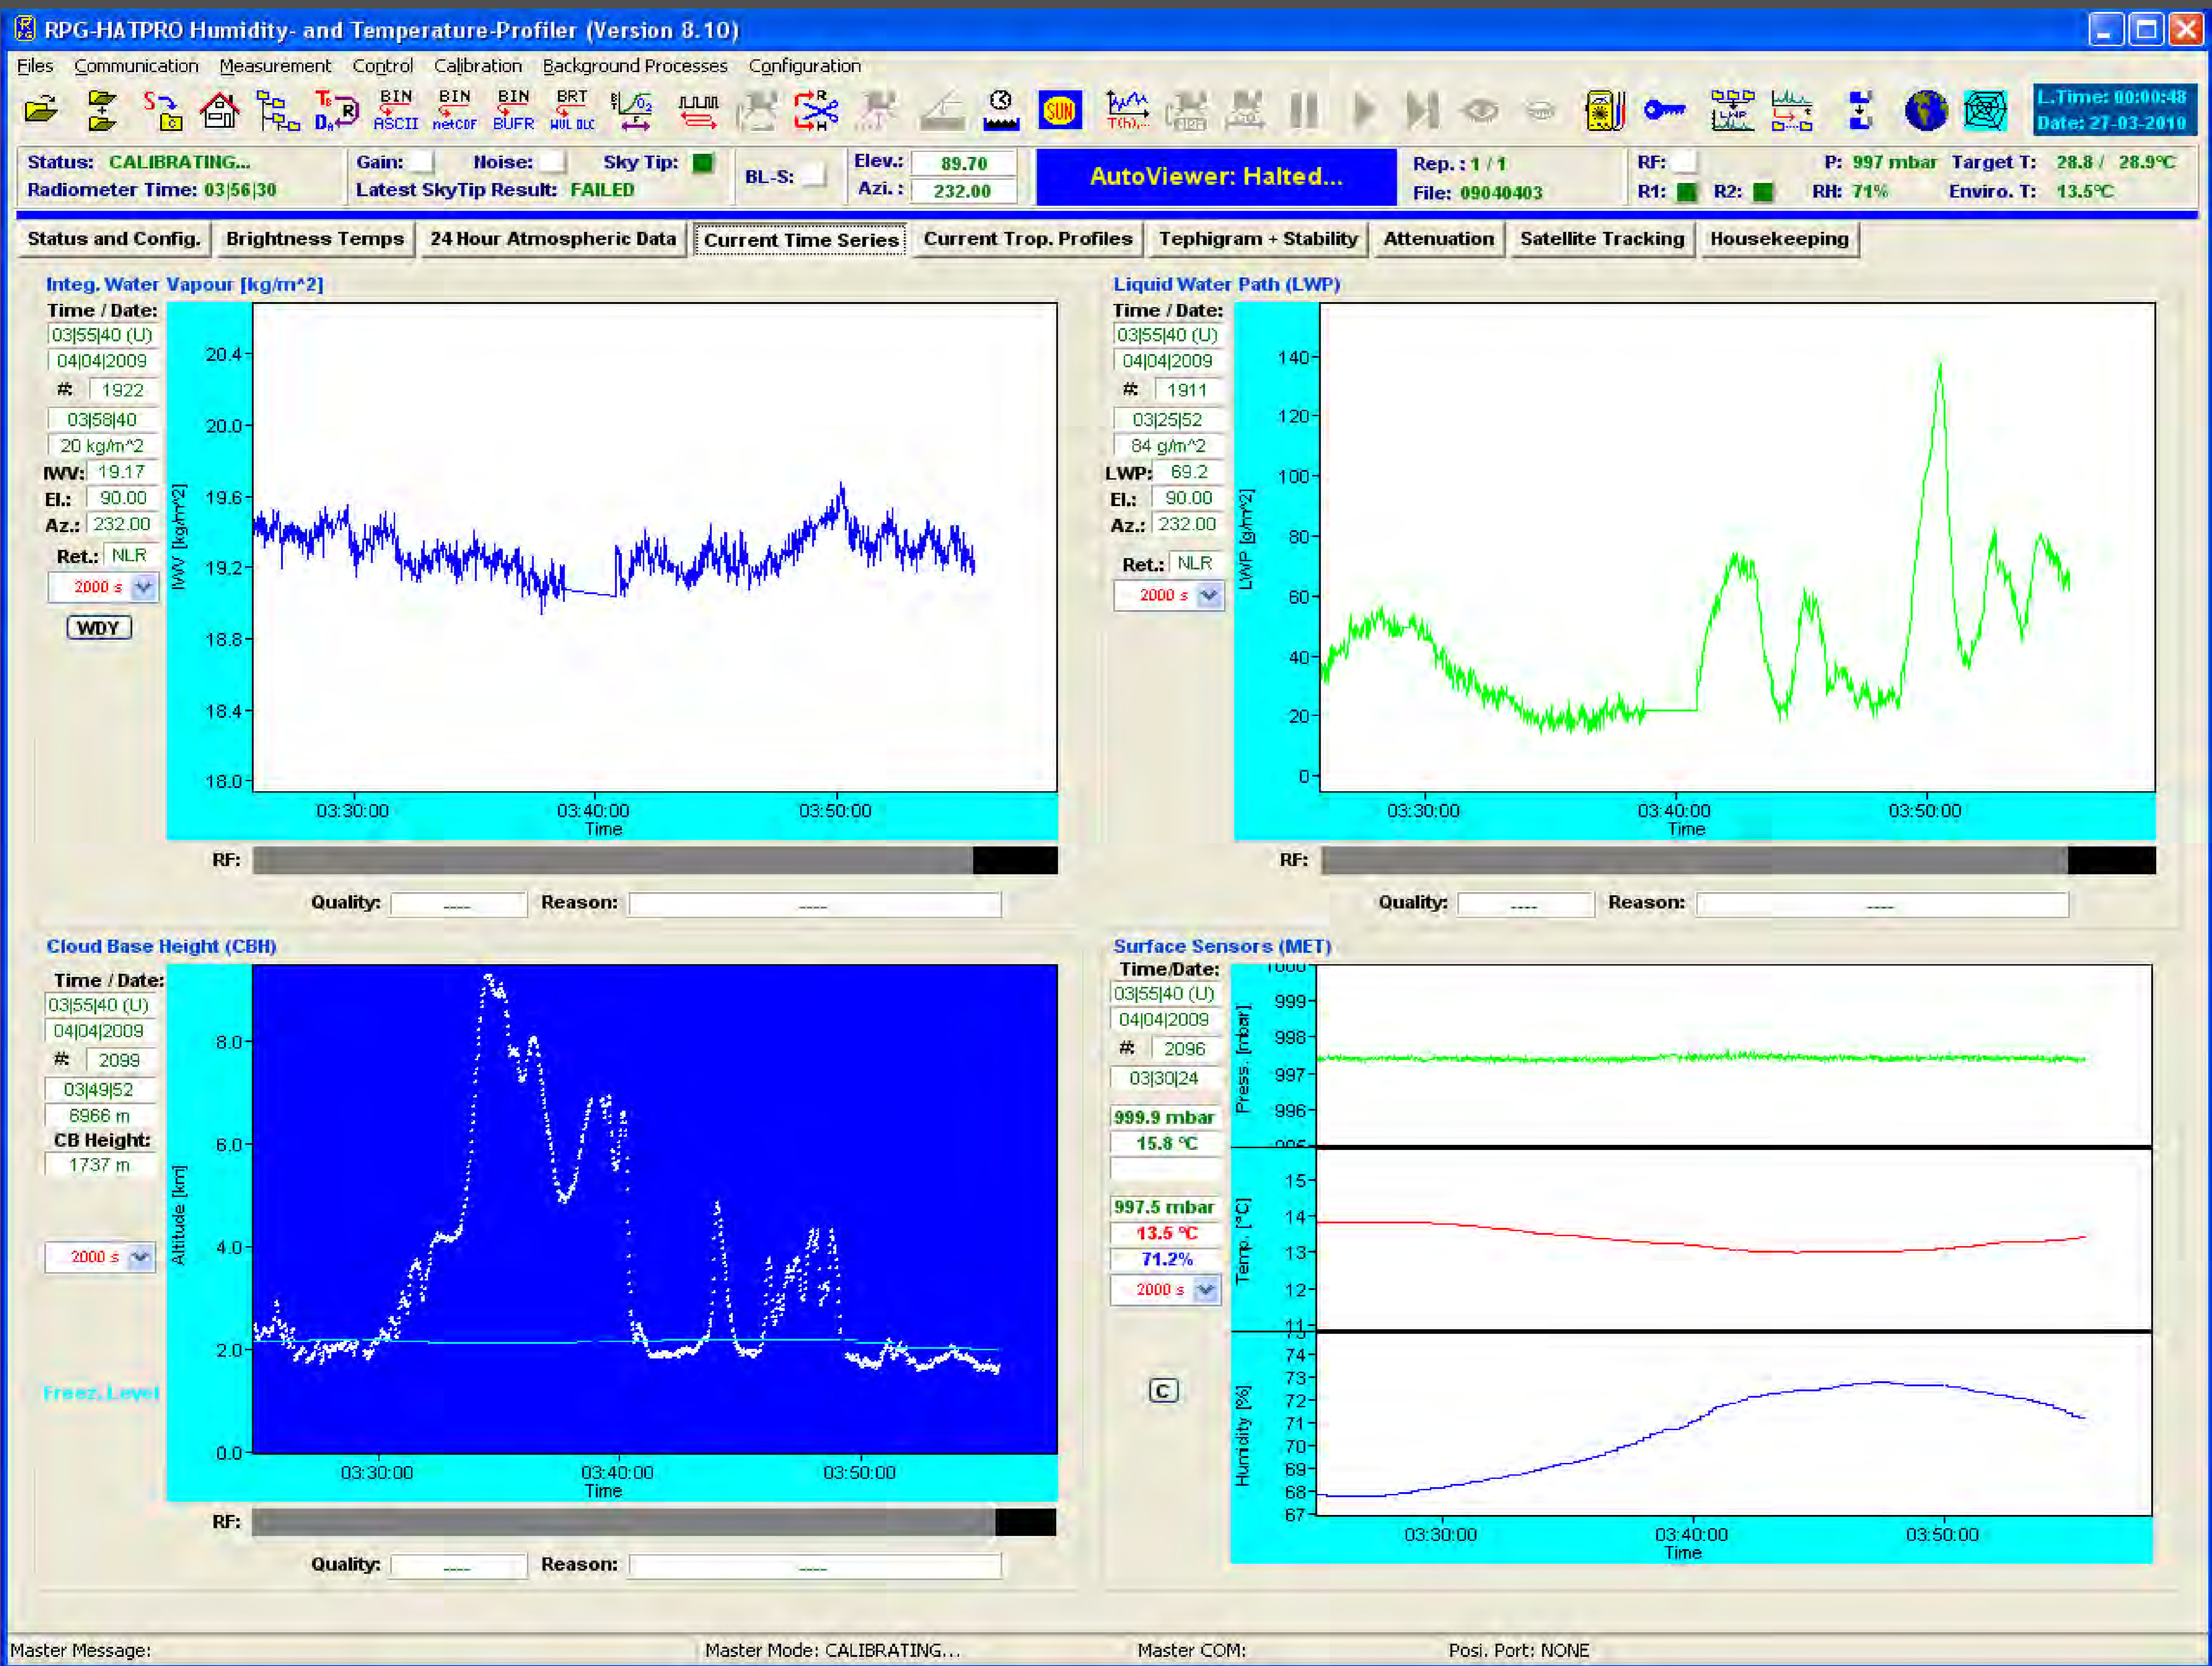 RPG-HATPRO Humidity- and Temperature-Profiler (Version 8.10)
Files Communication Measurement Control Calibration Background Processes Configuration
BIN ASCII BIN netCDF BIN BUFR BRT SUN T(h),... L.Time: 00:00:48
Date: 27-03-2010
Status: CALIBRATING... Gain: Noise: Sky Tip: BL-S: Elev.: 89.70 AutoViewer: Halted... Rep. : 1 / 1 RF: P: 997 mbar Target T: 28.8 / 28.9°C
Radiometer Time: 03|56|30 Latest SkyTip Result: FAILED Azi. : 232.00 File: 09040403 R1: R2: RH: 71% Enviro. T: 13.5°C
Status and Config. Brightness Temps 24 Hour Atmospheric Data Current Time Series Current Trop. Profiles Tephigram + Stability Attenuation Satellite Tracking Housekeeping
Integ. Water Vapour [kg/m^2]
Time / Date:
03|55|40 (U)
04|04|2009
#: 1922
03|58|40
20 kg/m^2
IWV: 19.17
El.: 90.00
Az.: 232.00
Ret.: NLR
2000 s
WDY
IWV [kg/m^2]
20.4
20.0
19.6
19.2
18.8
18.4
18.0
03:30:00 03:40:00 03:50:00
Time
RF:
Quality: ---- Reason: ----
Liquid Water Path (LWP)
Time / Date:
03|55|40 (U)
04|04|2009
#: 1911
03|25|52
84 g/m^2
LWP: 69.2
El.: 90.00
Az.: 232.00
Ret.: NLR
2000 s
LWP [g/m^2]
140
120
100
80
60
40
20
0
03:30:00 03:40:00 03:50:00
Time
RF:
Quality: ---- Reason: ----
Cloud Base Height (CBH)
Time / Date:
03|55|40 (U)
04|04|2009
#: 2099
03|49|52
6966 m
CB Height:
1737 m
2000 s
Freez. Level
Altitude [km]
8.0
6.0
4.0
2.0
0.0
03:30:00 03:40:00 03:50:00
Time
RF:
Quality: ---- Reason: ----
Surface Sensors (MET)
Time/Date:
03|55|40 (U)
04|04|2009
#: 2096
03|30|24
999.9 mbar
15.8 °C
997.5 mbar
13.5 °C
71.2%
2000 s
C
Press. [mbar]
1000
999
998
997
996
995
Temp. [°C]
15
14
13
12
11
Humidity [%]
75
74
73
72
71
70
69
68
67
03:30:00 03:40:00 03:50:00
Time
Master Message: Master Mode: CALIBRATING... Master COM: Posi. Port: NONE